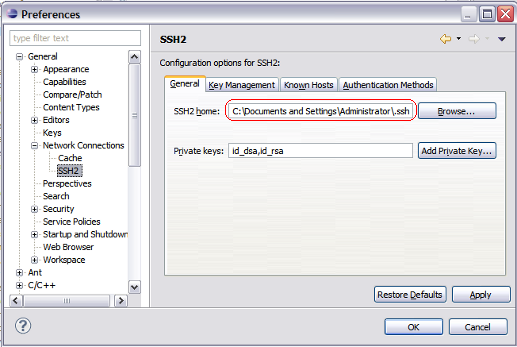 Preferences
type filter text
General
Appearance
Capabilities
Compare/Patch
Content Types
Editors
Keys
Network Connections
Cache
SSH2
Perspectives
Search
Security
Service Policies
Startup and Shutdown
Web Browser
Workspace
Ant
C/C++
SSH2
Configuration options for SSH2:
General Key Management Known Hosts Authentication Methods
SSH2 home: C:\Documents and Settings\Administrator\.ssh Browse...
Private keys: id_dsa,id_rsa Add Private Key...
Restore Defaults Apply
OK Cancel